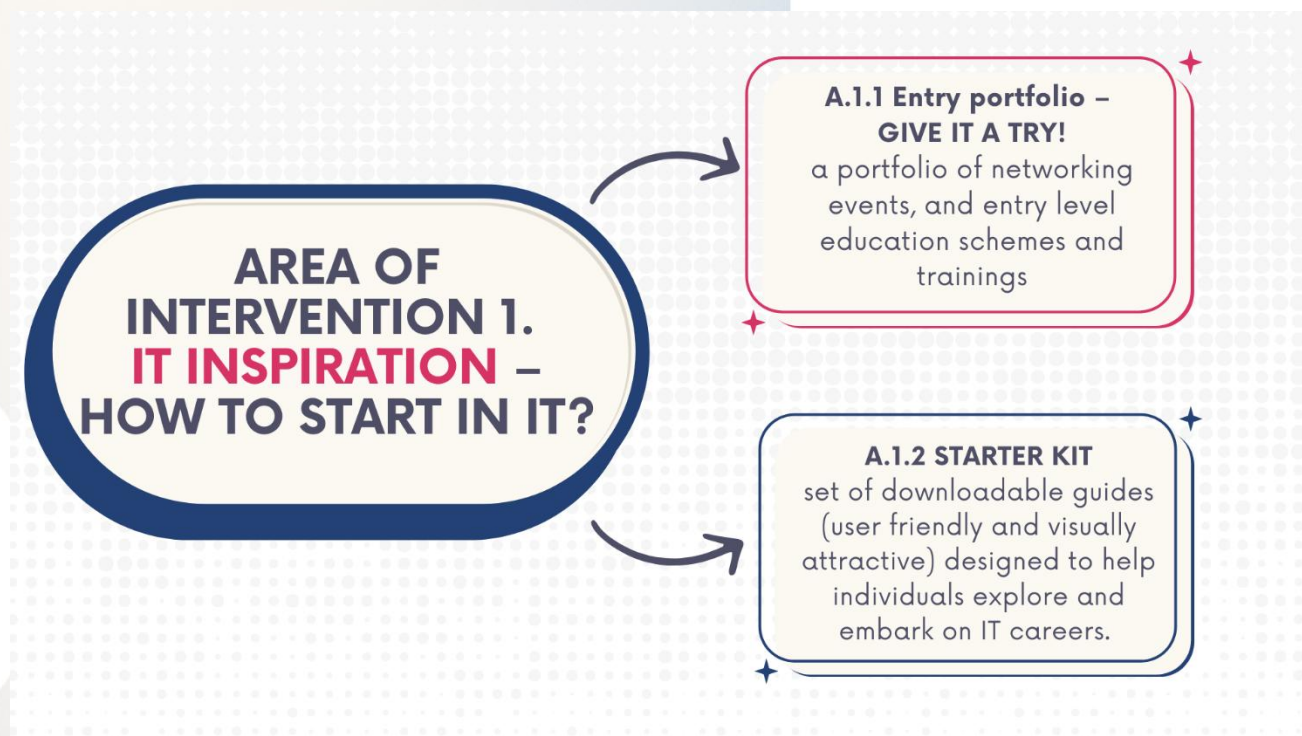 AREA OF
INTERVENTION 1.
IT INSPIRATION –
HOW TO START IN IT?
A.1.1 Entry portfolio –
GIVE IT A TRY!
a portfolio of networking
events, and entry level
education schemes and
trainings
A.1.2 STARTER KIT
set of downloadable guides
(user friendly and visually
attractive) designed to help
individuals explore and
embark on IT careers.